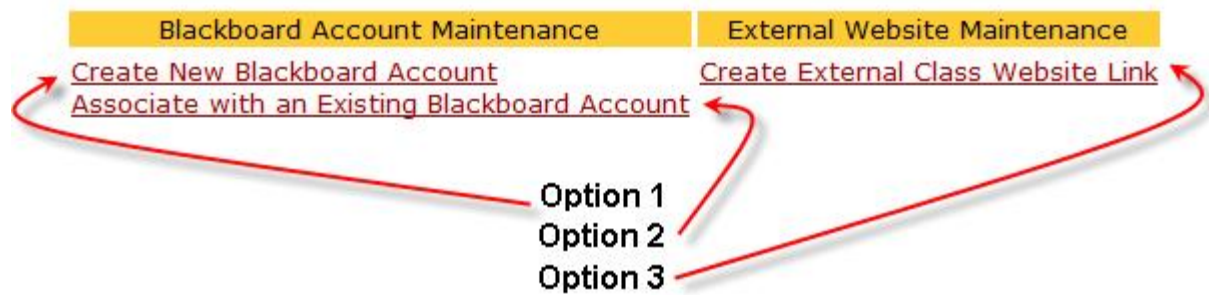 Blackboard Account Maintenance
External Website Maintenance
Create New Blackboard Account
Create External Class Website Link
Associate with an Existing Blackboard Account
Option 1
Option 2
Option 3